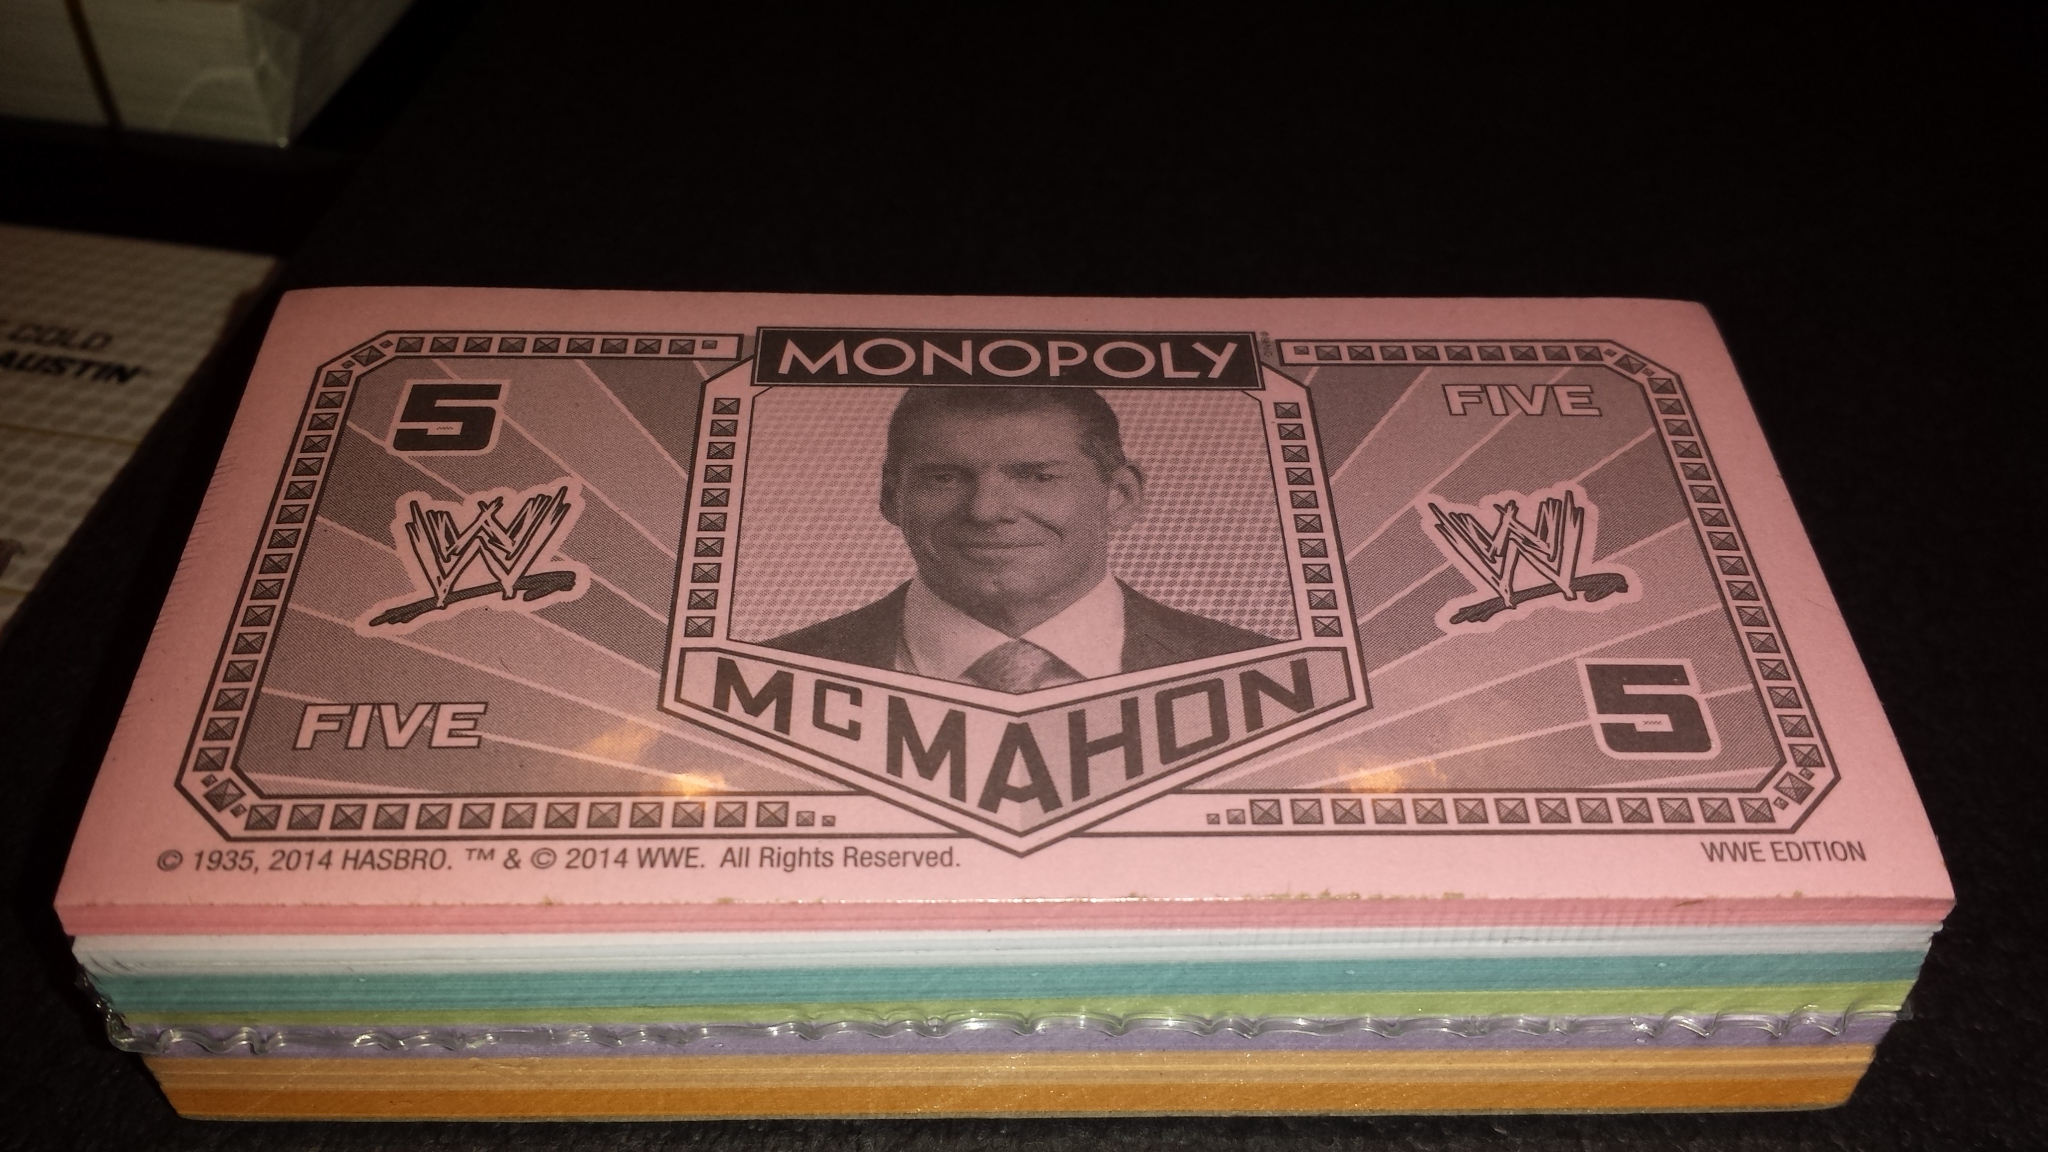 MONOPOLY
5
FIVE
W
W
FIVE
5
MCMAHON
© 1935, 2014 HASBRO. ™ & © 2014 WWE. All Rights Reserved.
WWE EDITION
COLD
AUSTIN